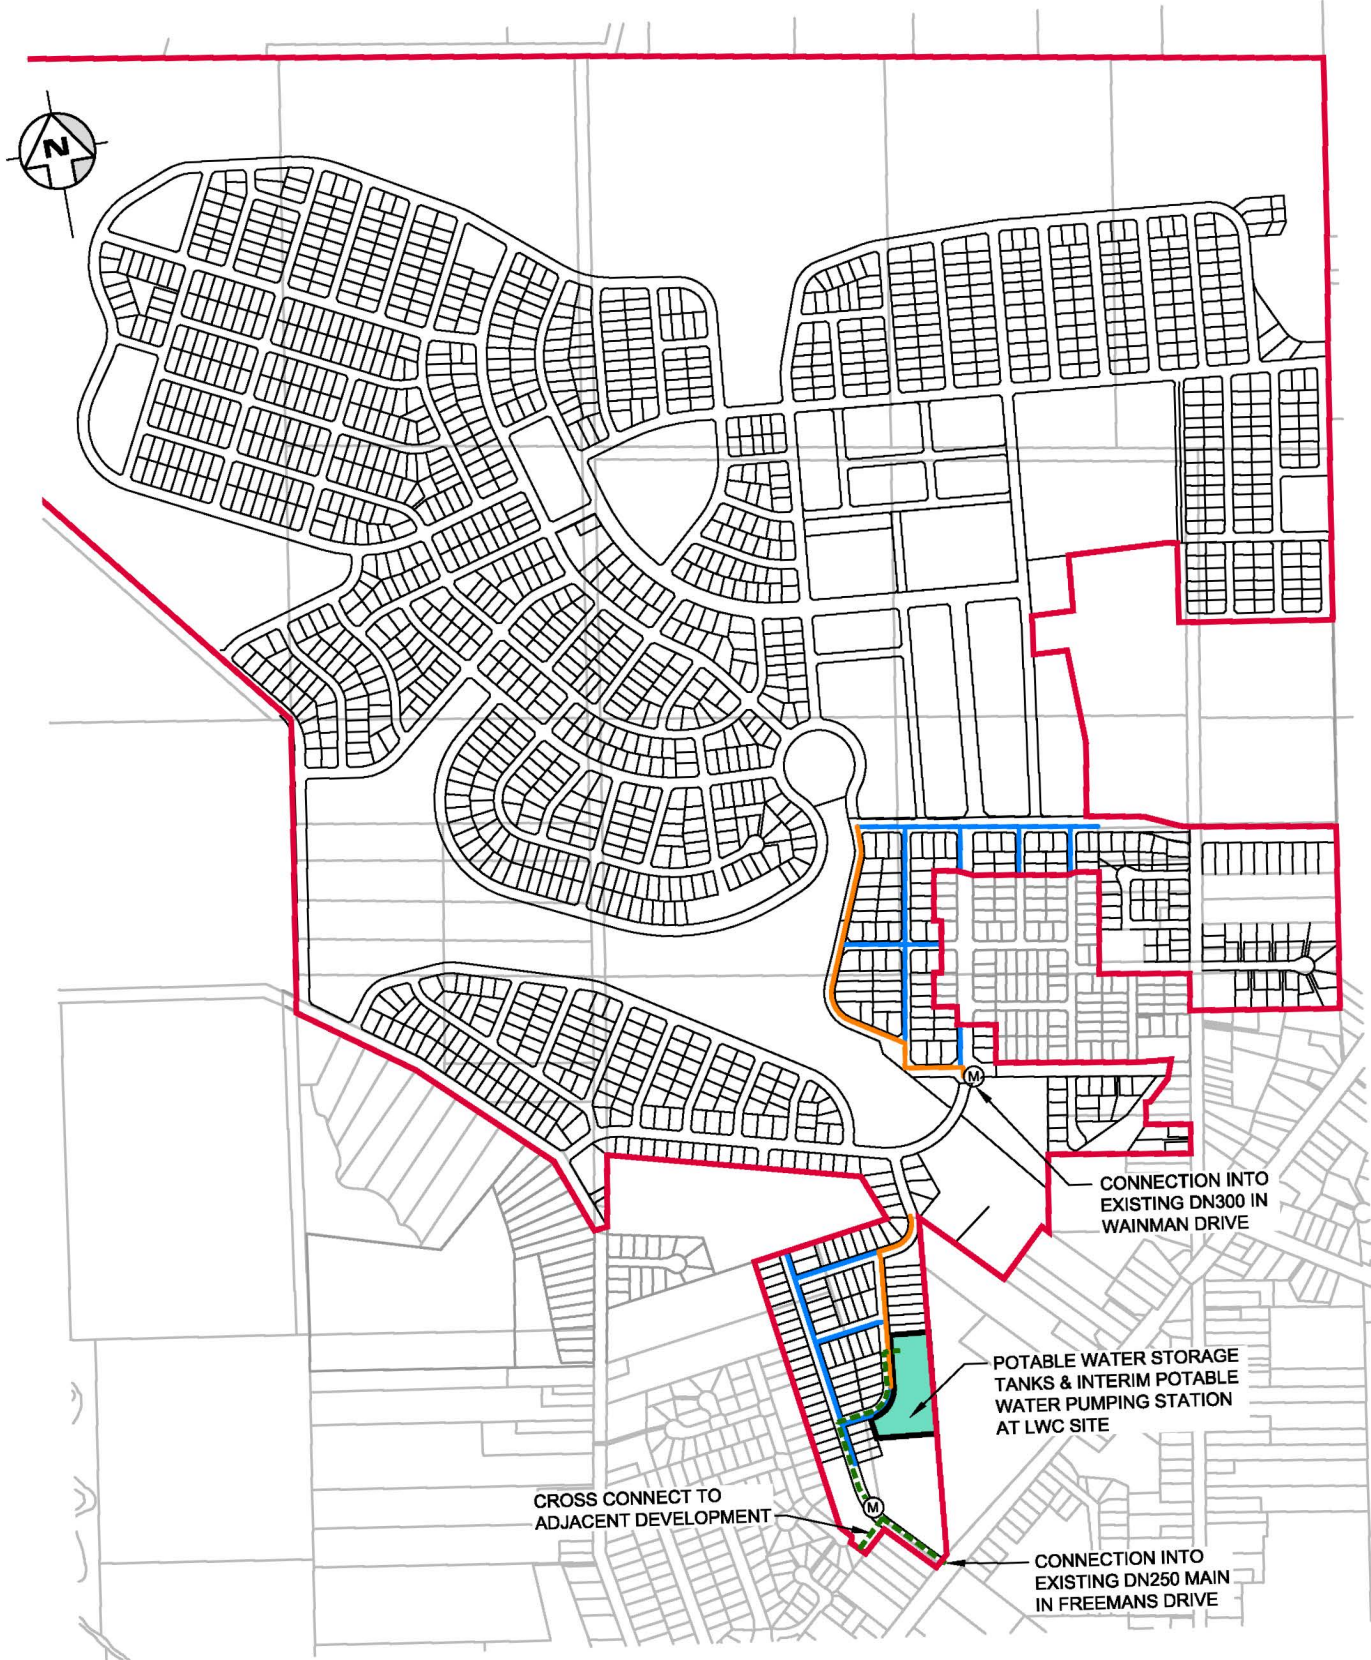 N
M
CONNECTION INTO
EXISTING DN300 IN
WAINMAN DRIVE
POTABLE WATER STORAGE
TANKS & INTERIM POTABLE
WATER PUMPING STATION
AT LWC SITE
CROSS CONNECT TO
ADJACENT DEVELOPMENT
M
CONNECTION INTO
EXISTING DN250 MAIN
IN FREEMANS DRIVE